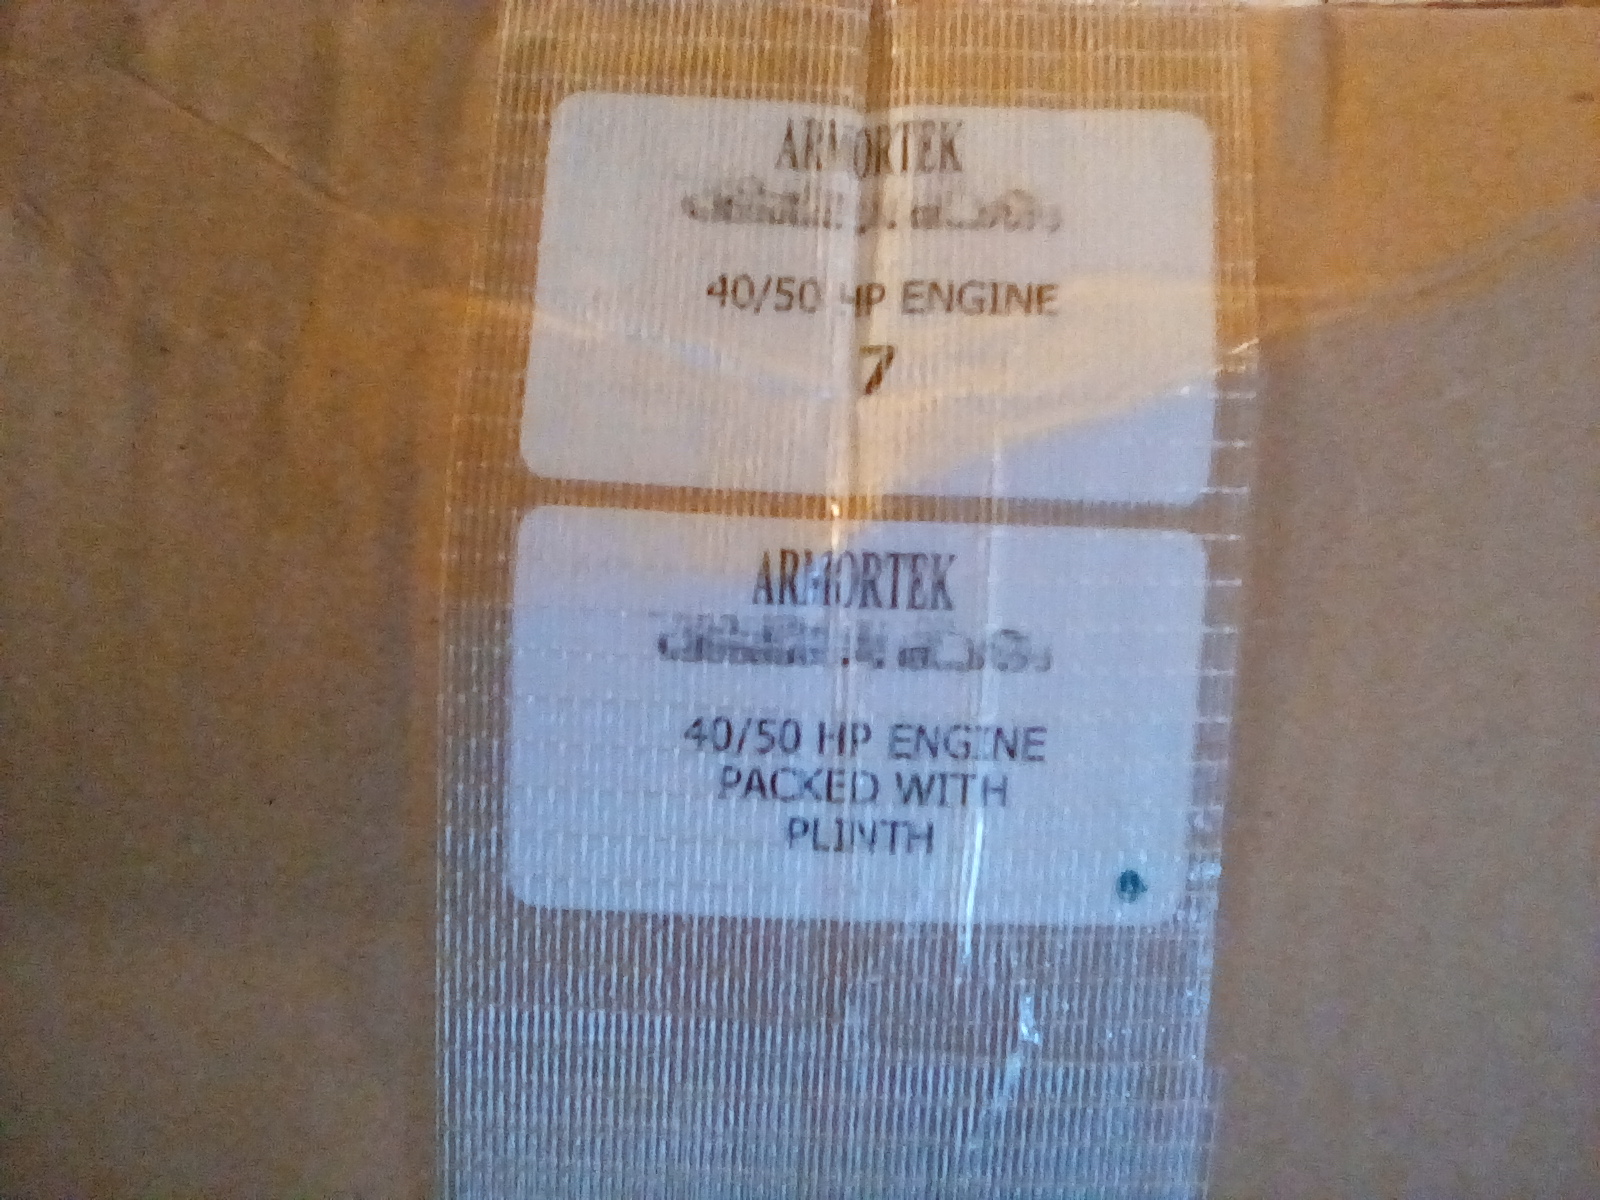 ARMORTEK
40/50 HP ENGINE
7
ARMORTEK
40/50 HP ENGINE
PACKED WITH
PLINTH